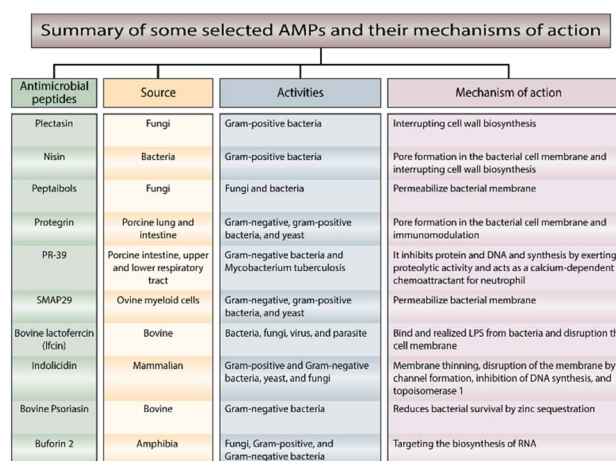 Summary of some selected AMPs and their mechanisms of action
Antimicrobial
peptides
Source
Activities
Mechanism of action
Plectasin
Fungi
Gram-positive bacteria
Interrupting cell wall biosynthesis
Nisin
Bacteria
Gram-positive bacteria
Pore formation in the bacterial cell membrane and
interrupting cell wall biosynthesis
Peptaibols
Fungi
Fungi and bacteria
Permeabilize bacterial membrane
Protegrin
Porcine lung and
intestine
Gram-negative, gram-positive
bacteria, and yeast
Pore formation in the bacterial cell membrane and
immunomodulation
PR-39
Porcine intestine, upper
and lower respiratory
tract
Gram-negative bacteria and
Mycobacterium tuberculosis
It inhibits protein and DNA and synthesis by exerting
proteolytic activity and acts as a calcium-dependent
chemoattractant for neutrophil
SMAP29
Ovine myeloid cells
Gram-negative, gram-positive
bacteria, and yeast
Permeabilize bacterial membrane
Bovine lactofercin
(lfcin)
Bovine
Bacteria, fungi, virus, and parasite
Bind and realized LPS from bacteria and disruption th
cell membrane
Indolicidin
Mammalian
Gram-positive and Gram-negative
bacteria, yeast, and fungi
Membrane thinning, disruption of the membrane by
channel formation, inhibition of DNA synthesis, and
topoisomerase 1
Bovine Psoriasin
Bovine
Gram-negative bacteria
Reduces bacterial survival by zinc sequestration
Buforin 2
Amphibia
Fungi, Gram-positive, and
Gram-negative bacteria
Targeting the biosynthesis of RNA